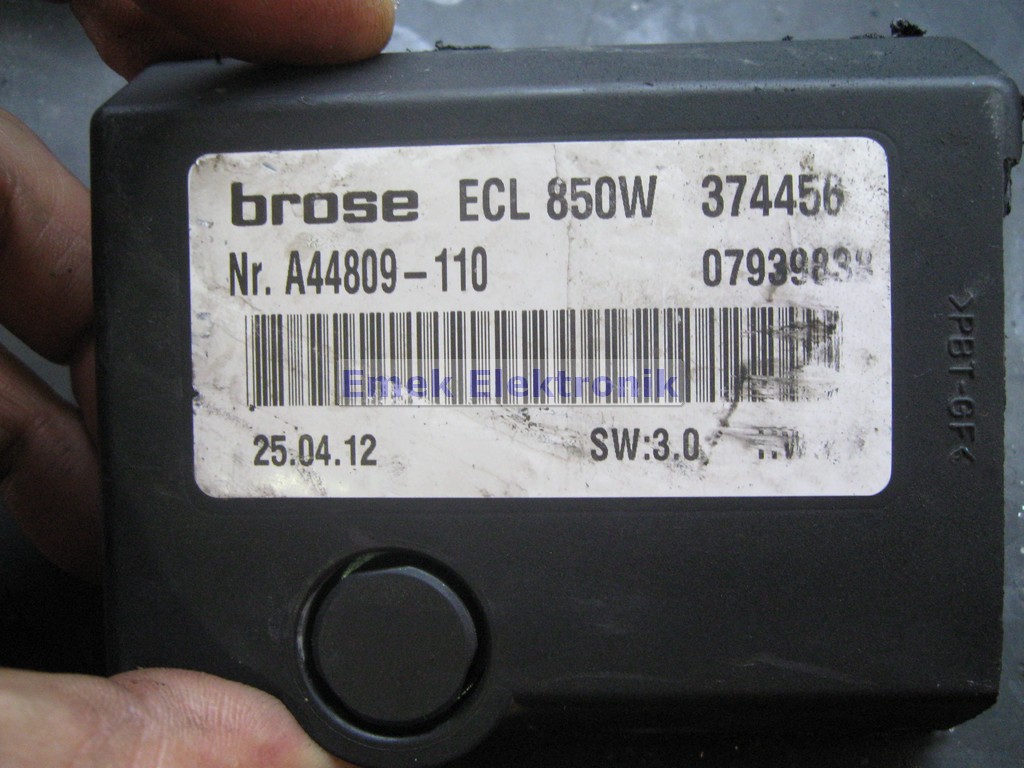 brose ECL 850W 374456
Nr. A44809-110
Emek Elektronik
25.04.12 SW:3.0
>PBT-GF<